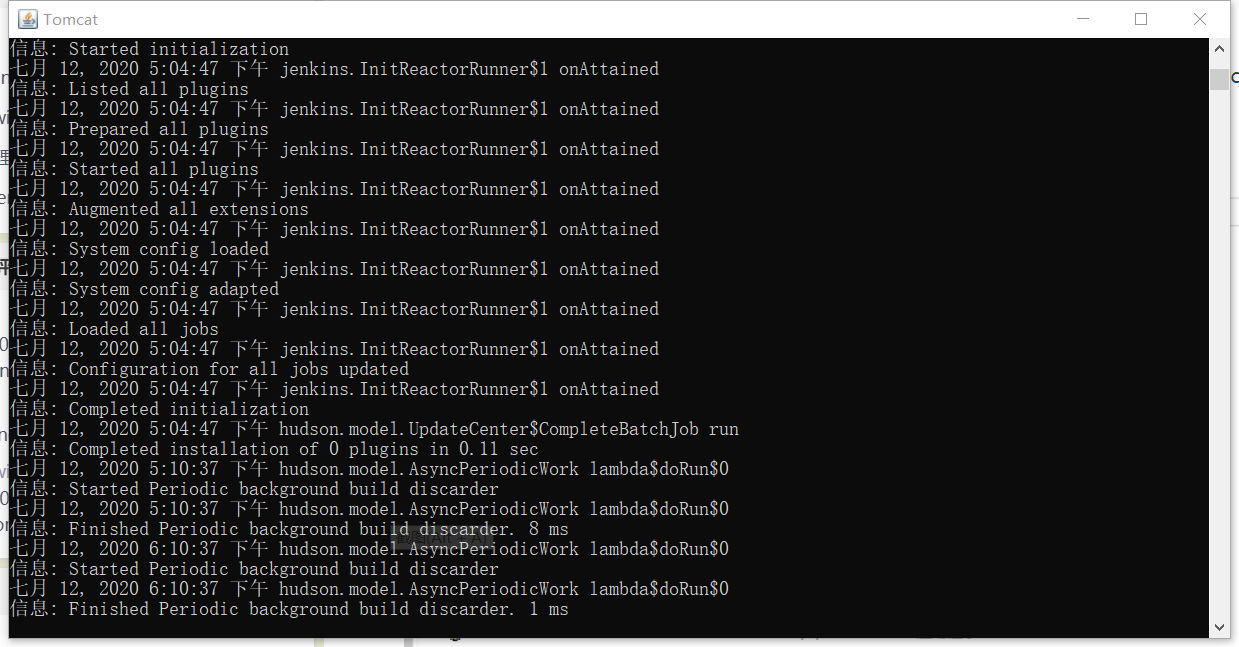 Tomcat
信息: Started initialization
七月 12, 2020 5:04:47 下午 jenkins.InitReactorRunner$1 onAttained
信息: Listed all plugins
七月 12, 2020 5:04:47 下午 jenkins.InitReactorRunner$1 onAttained
信息: Prepared all plugins
七月 12, 2020 5:04:47 下午 jenkins.InitReactorRunner$1 onAttained
信息: Started all plugins
七月 12, 2020 5:04:47 下午 jenkins.InitReactorRunner$1 onAttained
信息: Augmented all extensions
七月 12, 2020 5:04:47 下午 jenkins.InitReactorRunner$1 onAttained
信息: System config loaded
七月 12, 2020 5:04:47 下午 jenkins.InitReactorRunner$1 onAttained
信息: System config adapted
七月 12, 2020 5:04:47 下午 jenkins.InitReactorRunner$1 onAttained
信息: Loaded all jobs
七月 12, 2020 5:04:47 下午 jenkins.InitReactorRunner$1 onAttained
信息: Configuration for all jobs updated
七月 12, 2020 5:04:47 下午 jenkins.InitReactorRunner$1 onAttained
信息: Completed initialization
七月 12, 2020 5:04:47 下午 hudson.model.UpdateCenter$CompleteBatchJob run
信息: Completed installation of 0 plugins in 0.11 sec
七月 12, 2020 5:10:37 下午 hudson.model.AsyncPeriodicWork lambda$doRun$0
信息: Started Periodic background build discarder
七月 12, 2020 5:10:37 下午 hudson.model.AsyncPeriodicWork lambda$doRun$0
信息: Finished Periodic background build discarder. 8 ms
七月 12, 2020 6:10:37 下午 hudson.model.AsyncPeriodicWork lambda$doRun$0
信息: Started Periodic background build discarder
七月 12, 2020 6:10:37 下午 hudson.model.AsyncPeriodicWork lambda$doRun$0
信息: Finished Periodic background build discarder. 1 ms